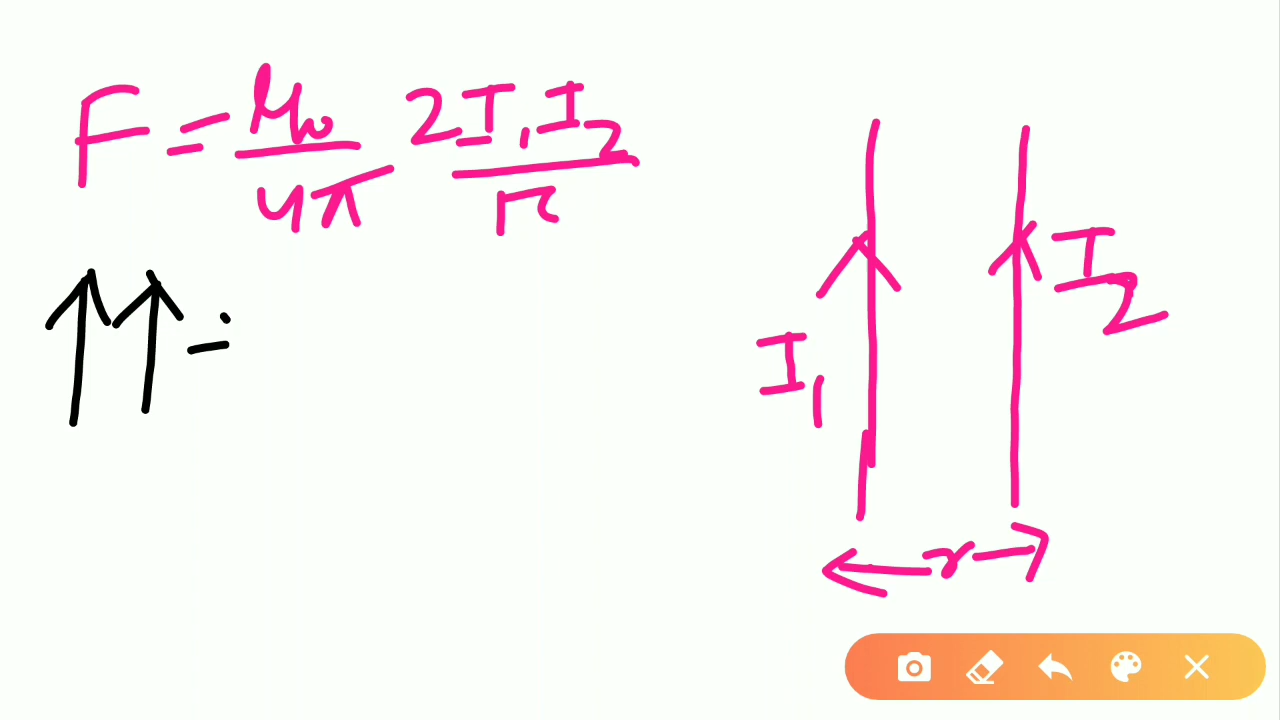 F = μ₀/4π 2I₁I₂/r
↑↑ =
I₂
I₁
r